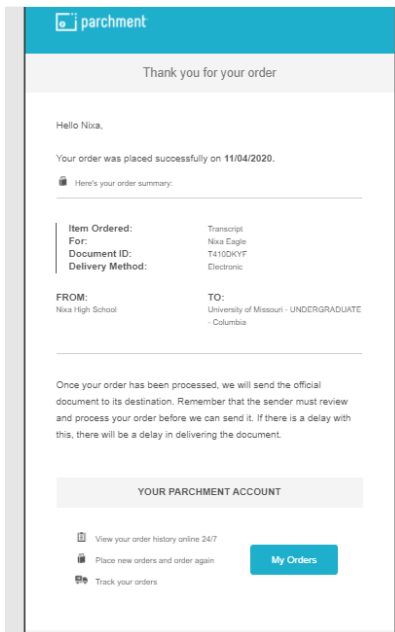 parchment
Thank you for your order
Hello Nixa,
Your order was placed successfully on 11/04/2020.
Here's your order summary:
Item Ordered: Transcript
For: Nixa Eagle
Document ID: T410DKYF
Delivery Method: Electronic
FROM: TO:
Nixa High School University of Missouri - UNDERGRADUATE
- Columbia
Once your order has been processed, we will send the official
document to its destination. Remember that the sender must review
and process your order before we can send it. If there is a delay with
this, there will be a delay in delivering the document.
YOUR PARCHMENT ACCOUNT
View your order history online 24/7
Place new orders and order again
My Orders
Track your orders